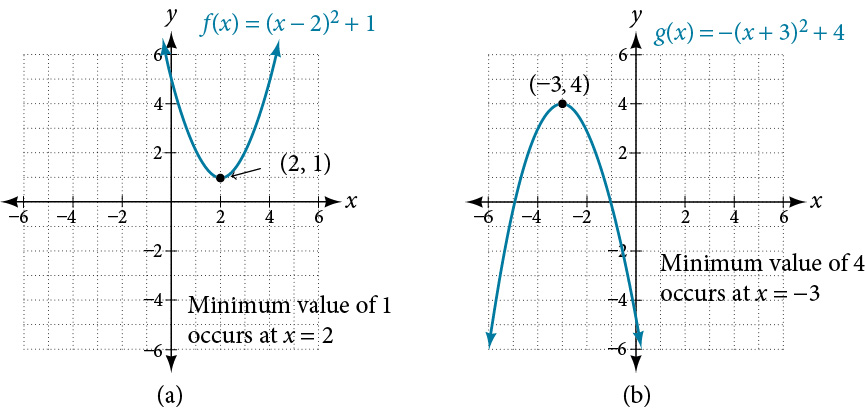 y
f(x) = (x − 2)² + 1
6
4
2
(2, 1)
x
−6 −4 −2 2 4 6
−2
−4
−6
Minimum value of 1
occurs at x = 2
(a)
y
g(x) = −(x + 3)² + 4
6
(−3, 4)
4
2
x
−6 −4 −2 2 4 6
−2
−4
−6
Minimum value of 4
occurs at x = −3
(b)